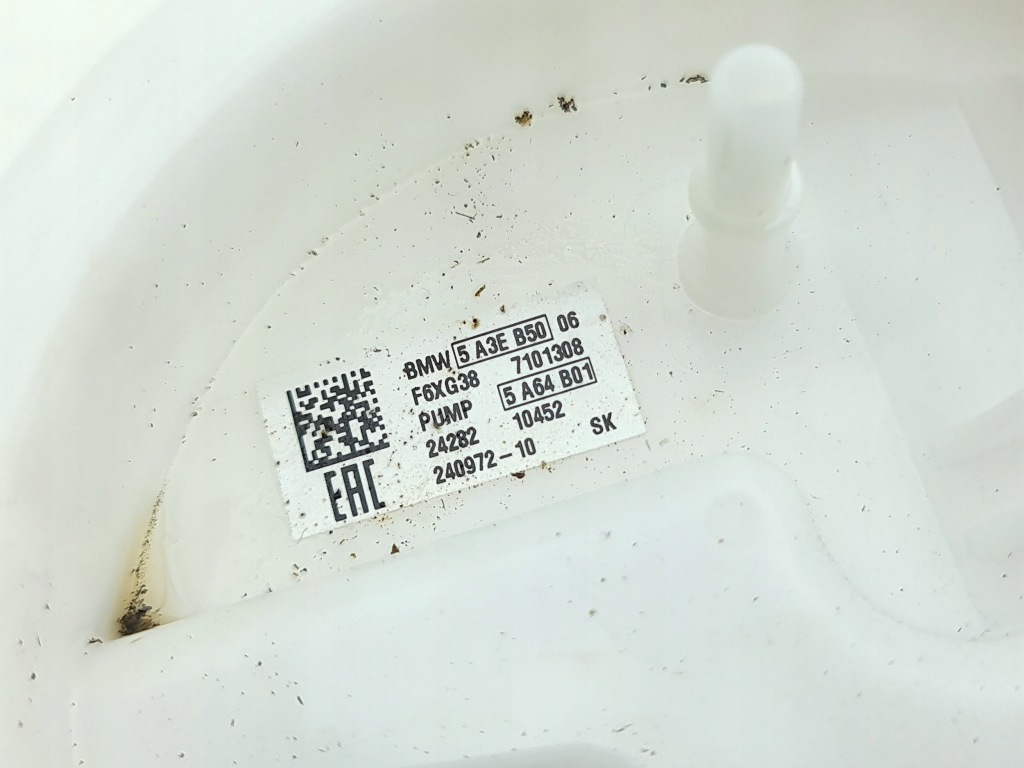 BMW 5 A3E B50 06
F6XG38 7101308
PUMP 5 A64 B01
24282 10452
240972-10 SK
EAC